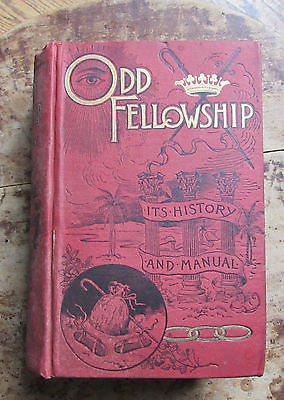 ODD
FELLOWSHIP
ITS·HISTORY
AND·MANUAL